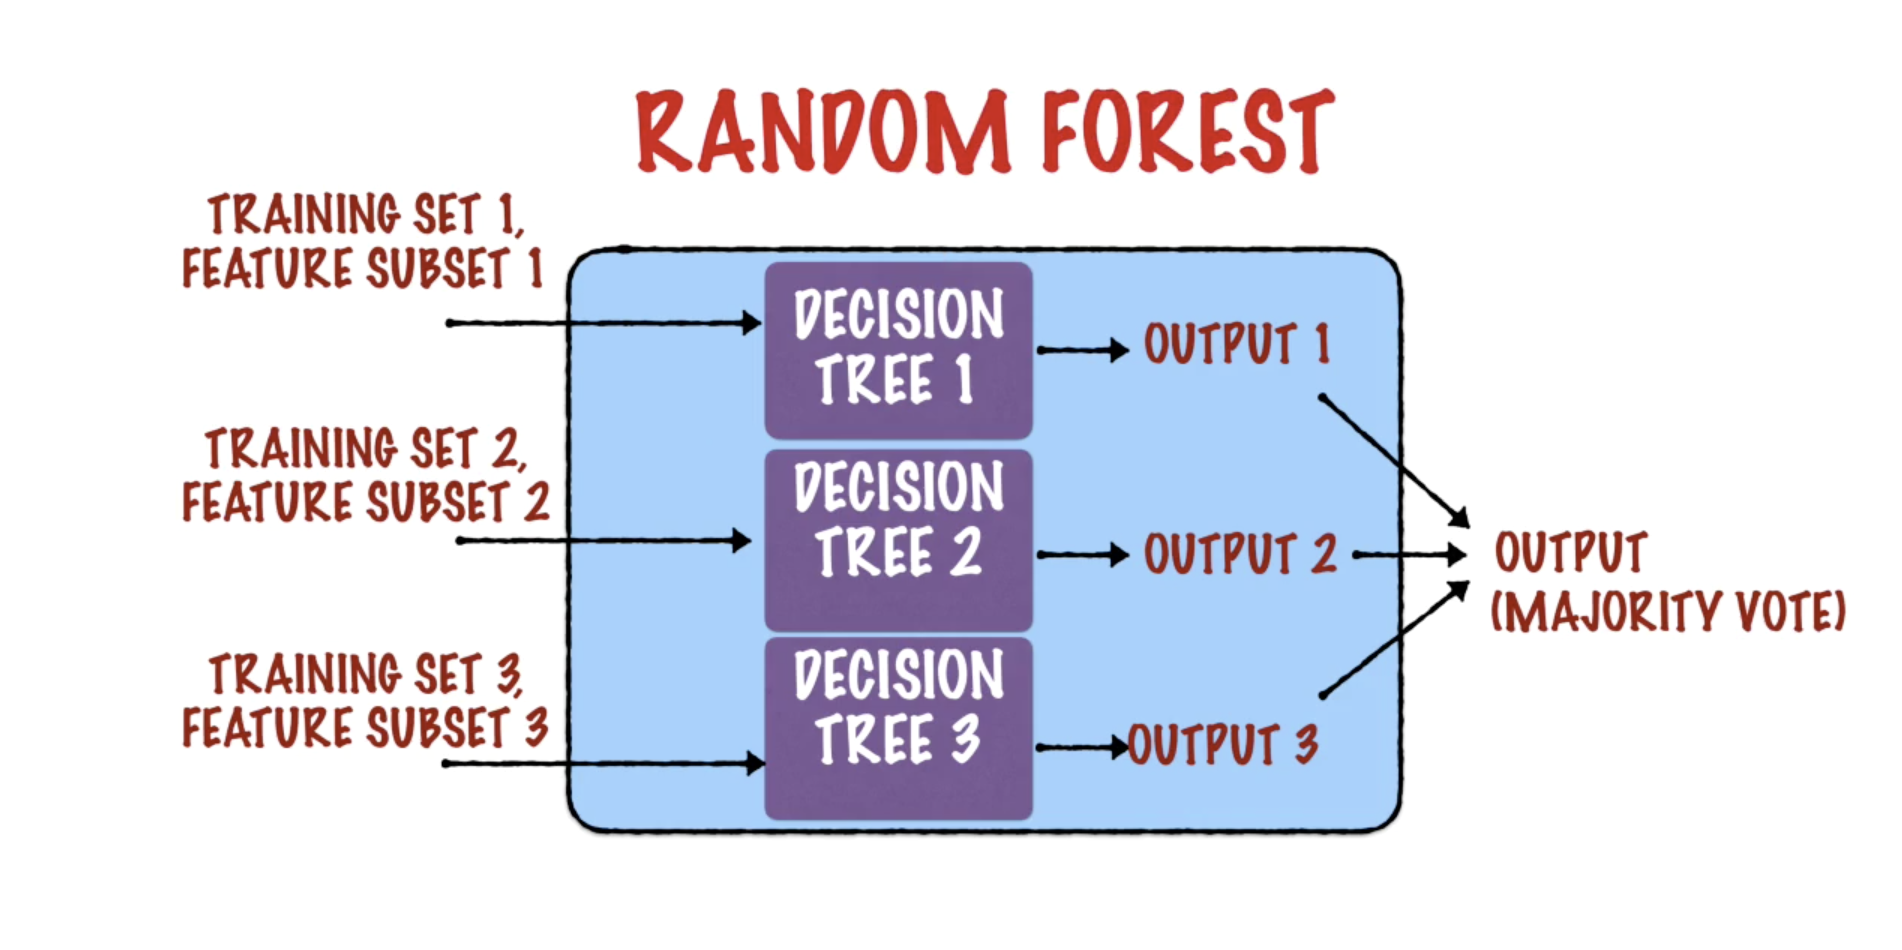 RANDOM FOREST
TRAINING SET 1,
FEATURE SUBSET 1
DECISION
TREE 1
OUTPUT 1
TRAINING SET 2,
FEATURE SUBSET 2
DECISION
TREE 2
OUTPUT 2
OUTPUT
(MAJORITY VOTE)
TRAINING SET 3,
FEATURE SUBSET 3
DECISION
TREE 3
OUTPUT 3